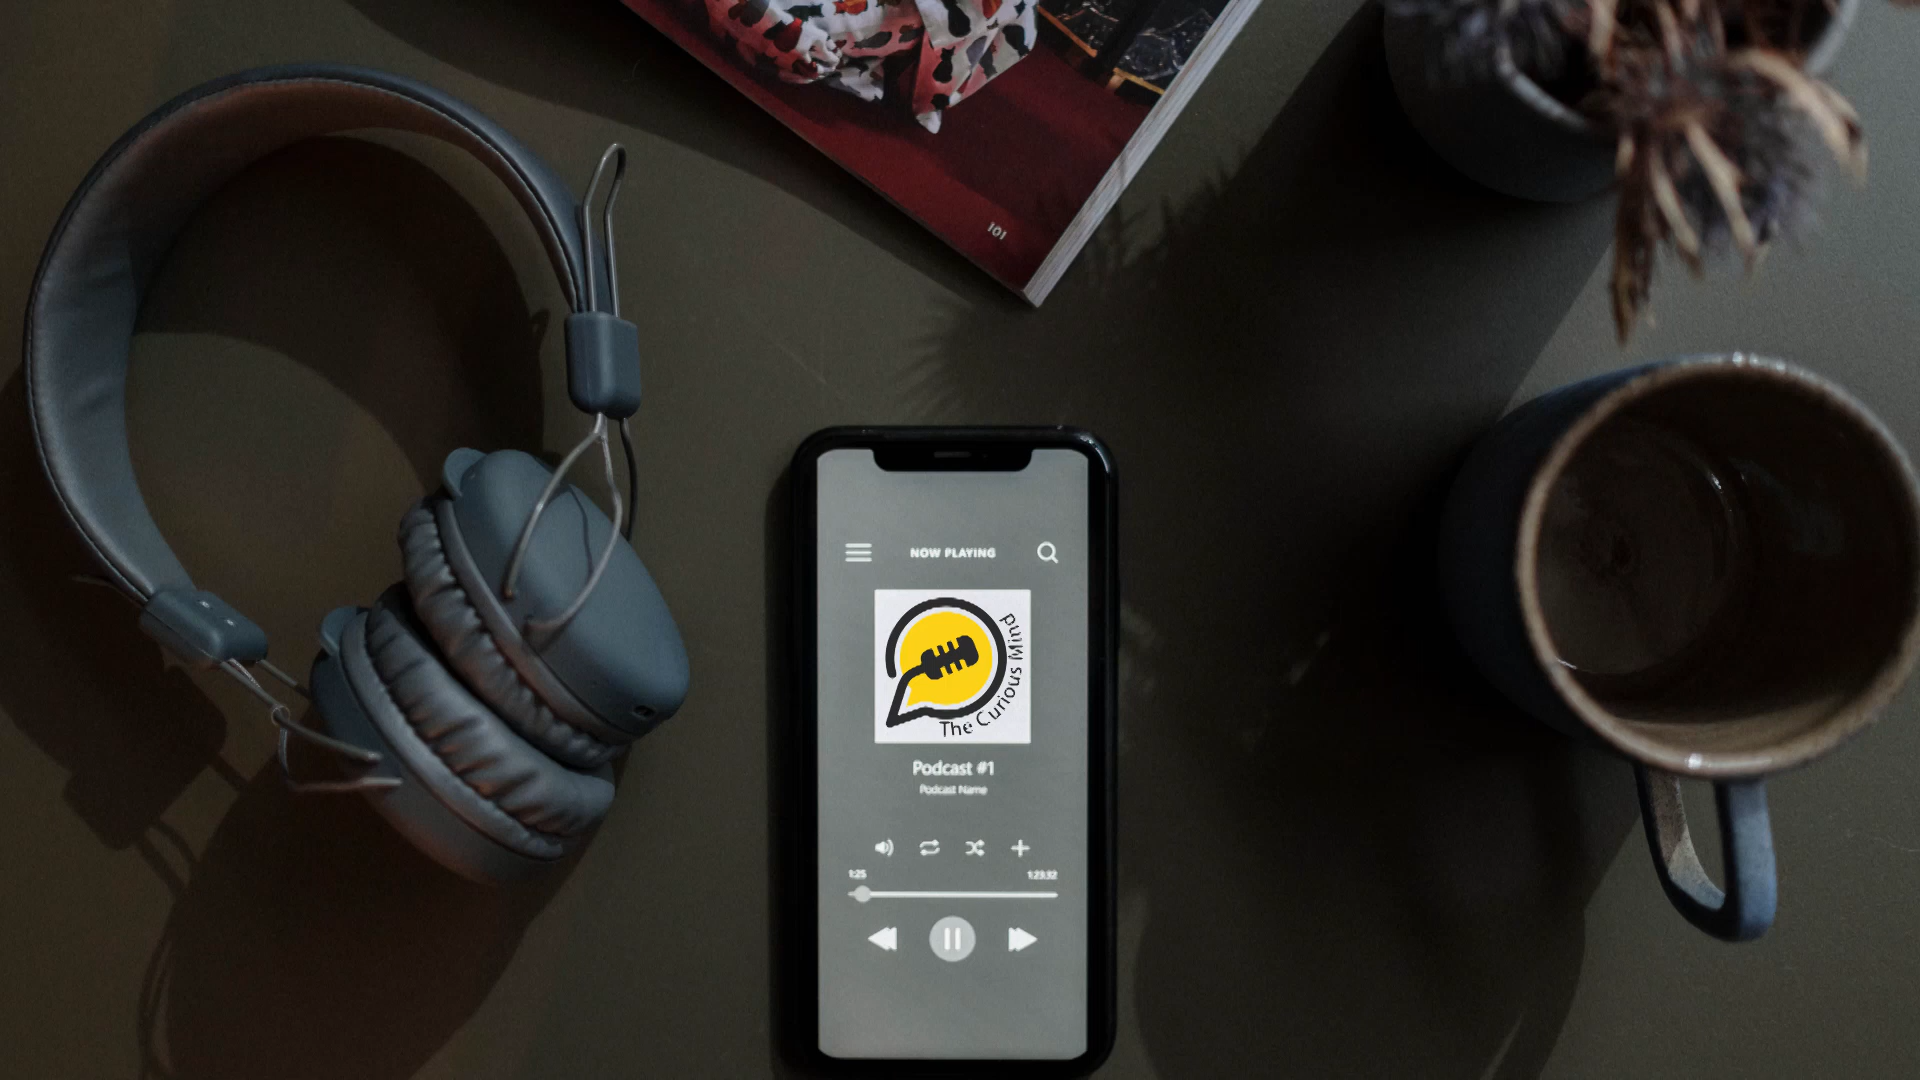 101
NOW PLAYING
The Curious Mind
Podcast #1
Podcast Name
1:25
1:23:32